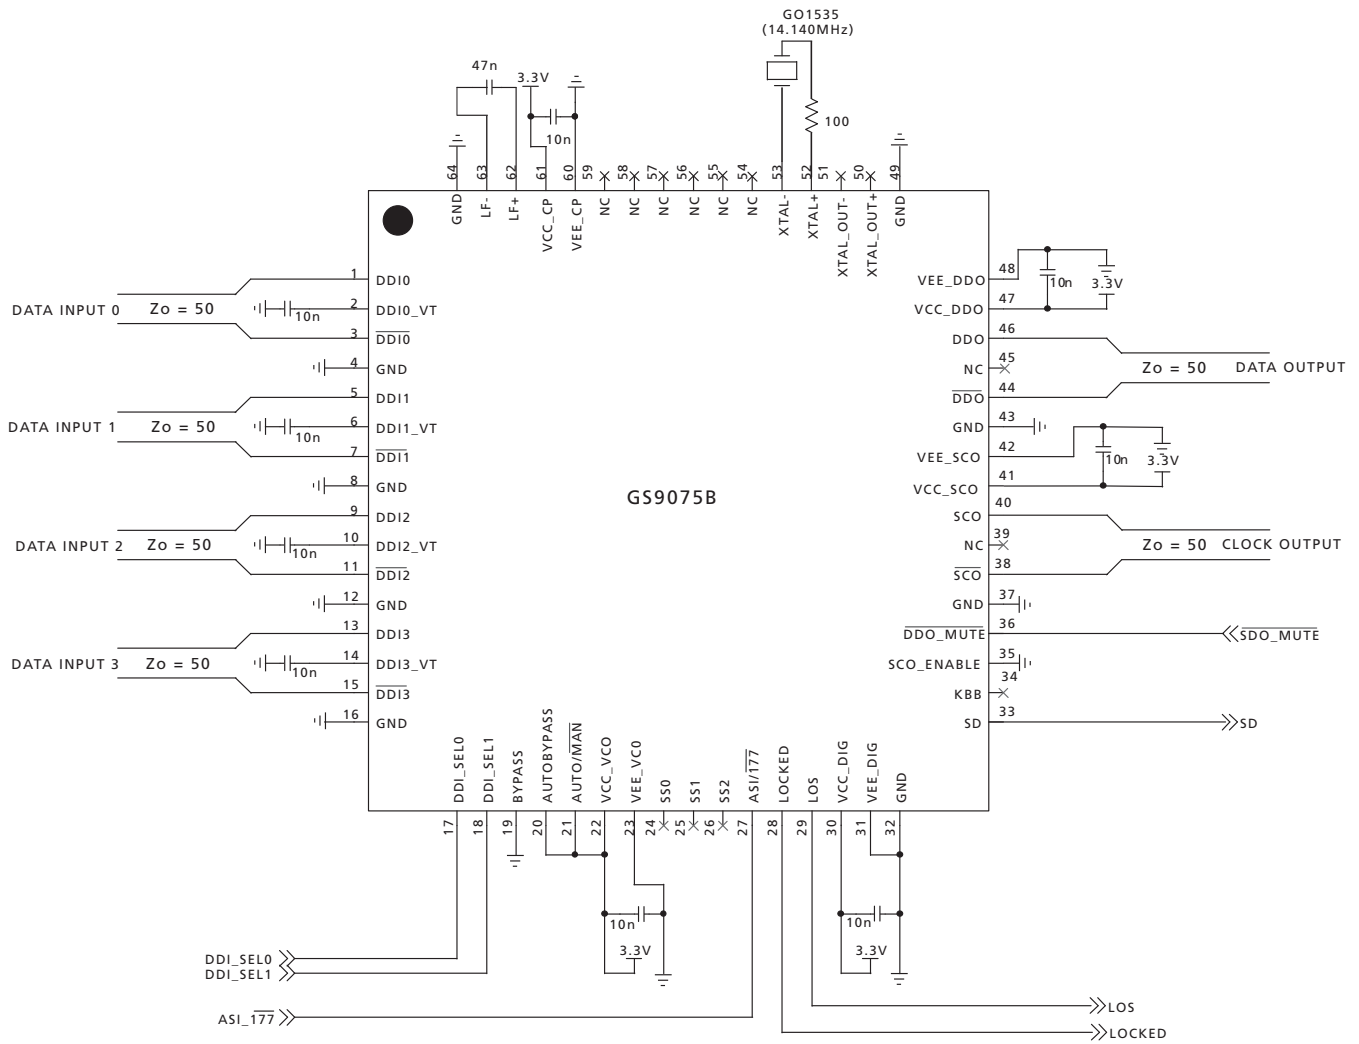 GO1535
(14.140MHz)
47n
3.3V
10n
100
64
63
62
61
60
59
58
57
56
55
54
53
52
51
50
49
GND
LF-
LF+
VCC_CP
VEE_CP
NC
NC
NC
NC
NC
NC
XTAL-
XTAL+
XTAL_OUT-
XTAL_OUT+
GND
DATA INPUT 0
Zo = 50
10n
1
DDI0
2
DDI0_VT
3
DDI0
4
GND
DATA INPUT 1
Zo = 50
10n
5
DDI1
6
DDI1_VT
7
DDI1
8
GND
DATA INPUT 2
Zo = 50
10n
9
DDI2
10
DDI2_VT
11
DDI2
12
GND
DATA INPUT 3
Zo = 50
10n
13
DDI3
14
DDI3_VT
15
DDI3
16
GND
GS9075B
VEE_DDO
48
10n
3.3V
VCC_DDO
47
DDO
46
NC
45
Zo = 50
DATA OUTPUT
DDO
44
GND
43
VEE_SCO
42
10n
3.3V
VCC_SCO
41
SCO
40
NC
39
Zo = 50
CLOCK OUTPUT
SCO
38
GND
37
DDO_MUTE
36
SDO_MUTE
SCO_ENABLE
35
KBB
34
SD
33
SD
DDI_SEL0
DDI_SEL1
BYPASS
AUTOBYPASS
AUTO/MAN
VCC_VCO
VEE_VC0
SS0
SS1
SS2
ASI/177
LOCKED
LOS
VCC_DIG
VEE_DIG
GND
17
18
19
20
21
22
23
24
25
26
27
28
29
30
31
32
10n
3.3V
10n
3.3V
DDI_SEL0
DDI_SEL1
ASI_177
LOS
LOCKED